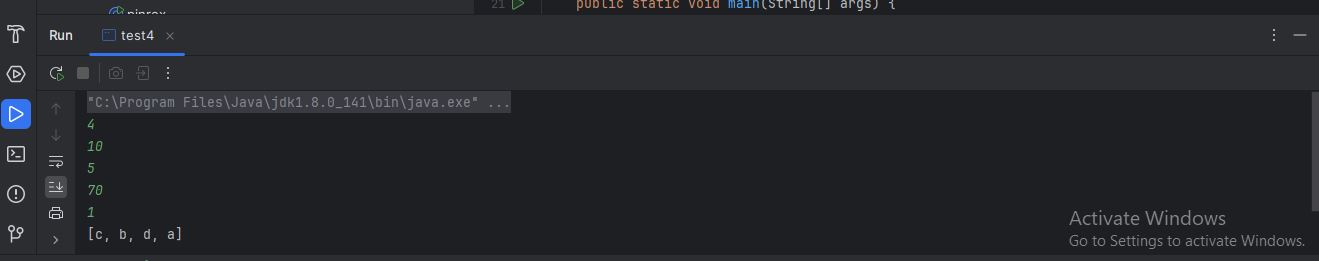 21 public static void main(String[] args) {
Run test4
"C:\Program Files\Java\jdk1.8.0_141\bin\java.exe" ...
4
10
5
70
1
[c, b, d, a]
Activate Windows
Go to Settings to activate Windows.